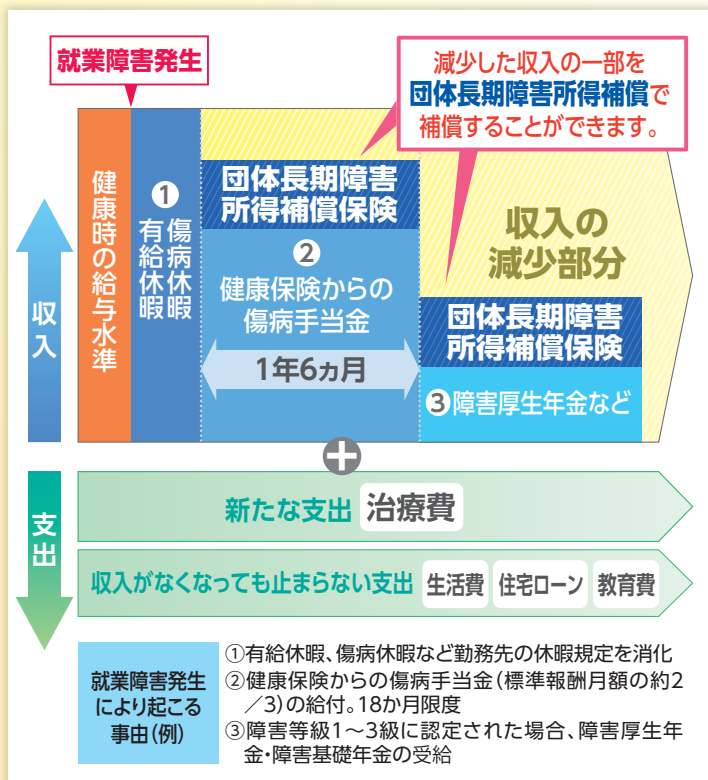 就業障害発生
減少した収入の一部を
団体長期障害所得補償で
補償することができます。
収入
健康時の給与水準
①
傷病休暇
有給休暇
団体長期障害
所得補償保険
②
健康保険からの
傷病手当金
1年6ヵ月
収入の
減少部分
団体長期障害
所得補償保険
③障害厚生年金など
+
支出
新たな支出 治療費
収入がなくなっても止まらない支出 生活費 住宅ローン 教育費
就業障害発生
により起こる
事由(例)
①有給休暇、傷病休暇など勤務先の休暇規定を消化
②健康保険からの傷病手当金(標準報酬月額の約2
/3)の給付。18か月限度
③障害等級1～3級に認定された場合、障害厚生年
金・障害基礎年金の受給